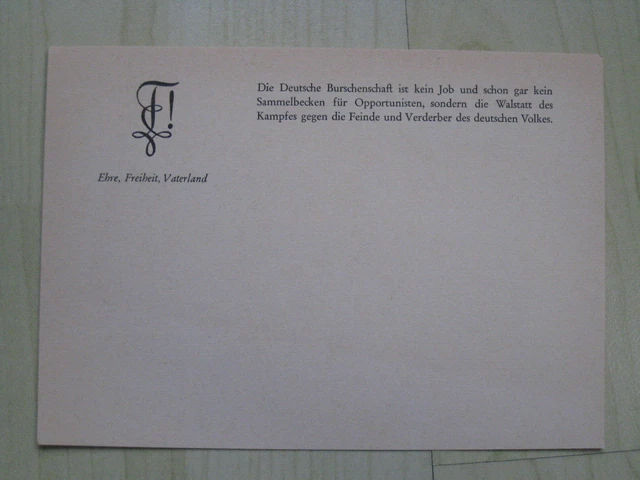 Die Deutsche Burschenschaft ist kein Job und schon gar kein
Sammelbecken für Opportunisten, sondern die Walstatt des
Kampfes gegen die Feinde und Verderber des deutschen Volkes.
Ehre, Freiheit, Vaterland